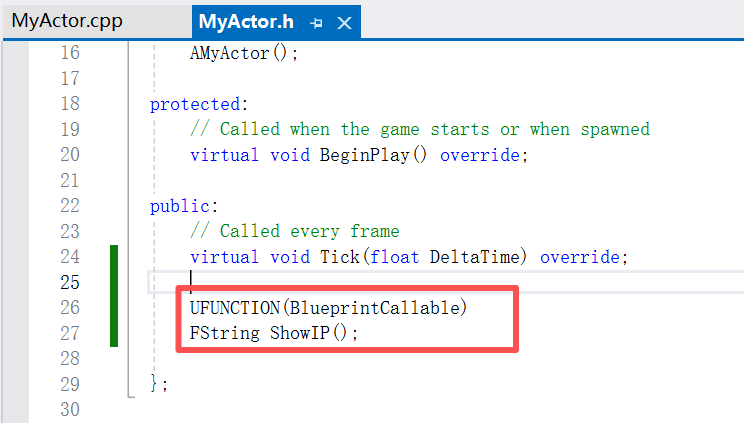 MyActor.cpp MyActor.h
16 AMyActor();
17
18 protected:
19 // Called when the game starts or when spawned
20 virtual void BeginPlay() override;
21
22 public:
23 // Called every frame
24 virtual void Tick(float DeltaTime) override;
25
26 UFUNCTION(BlueprintCallable)
27 FString ShowIP();
28
29 };
30